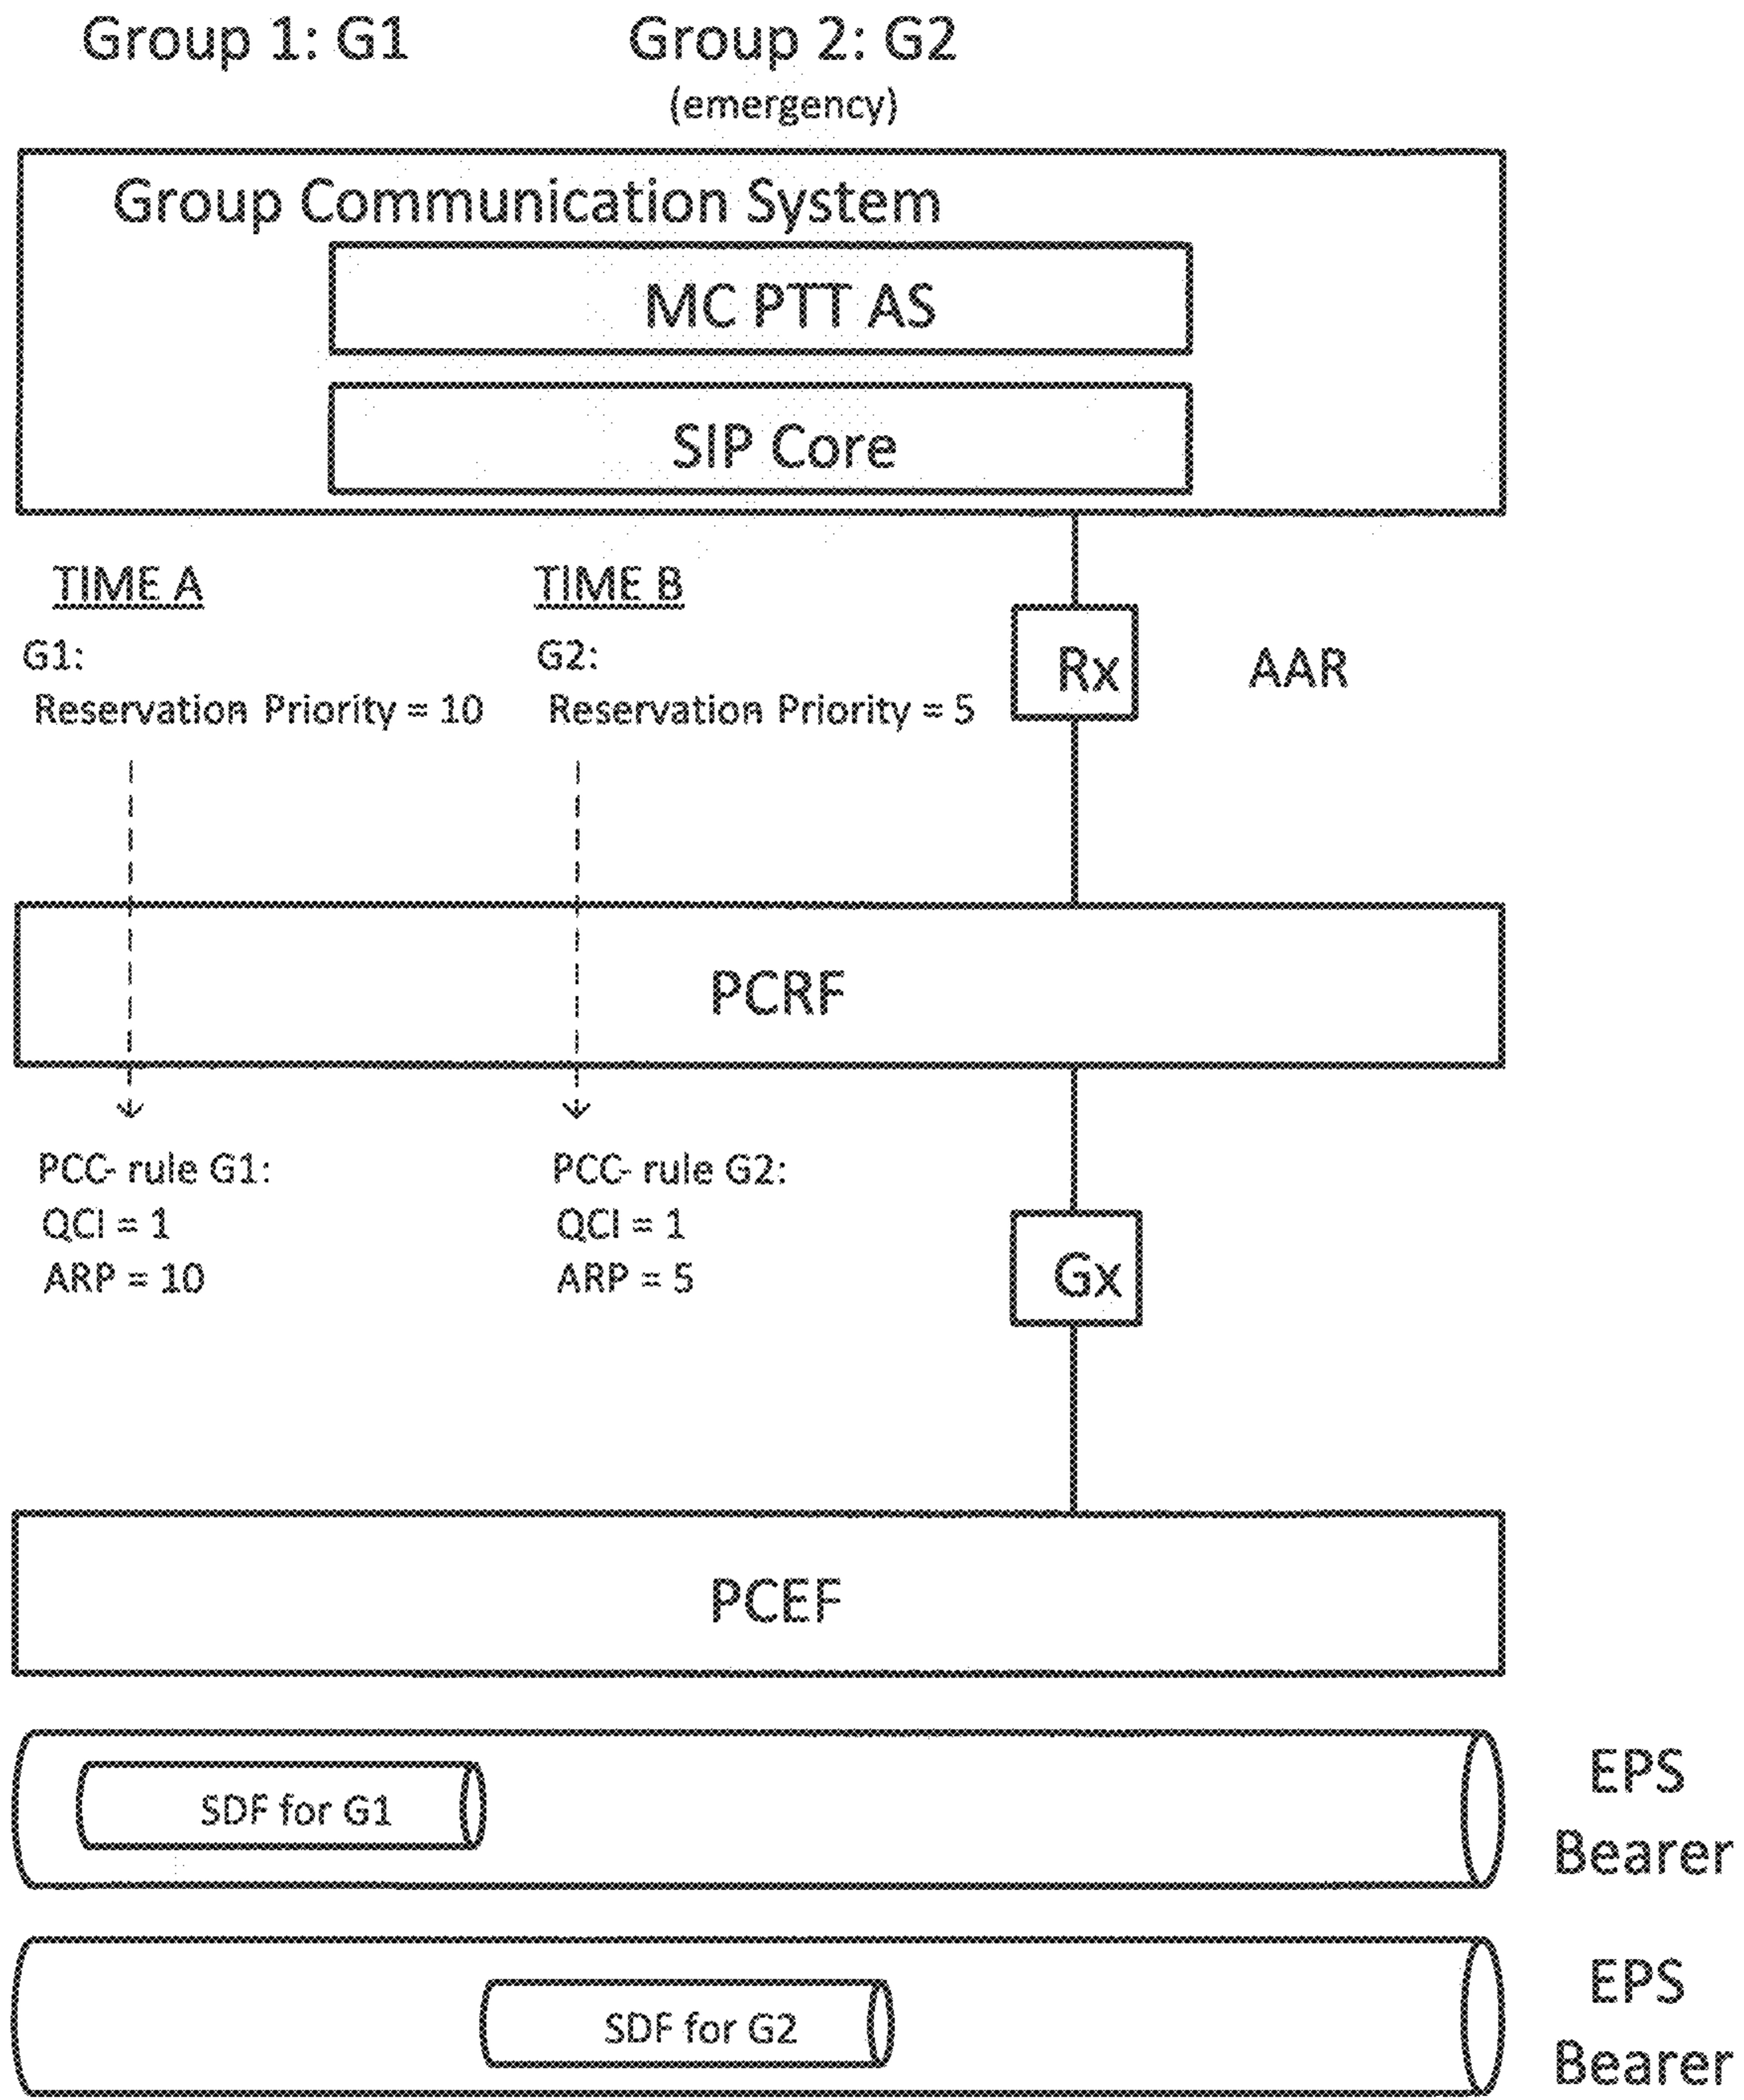 Group 1: G1
Group 2: G2
(emergency)
Group Communication System
MC PTT AS
SIP Core
TIME A
G1:
Reservation Priority = 10
TIME B
G2:
Reservation Priority = 5
Rx
AAR
PCRF
PCC- rule G1:
QCI = 1
ARP = 10
PCC- rule G2:
QCI = 1
ARP = 5
Gx
PCEF
SDF for G1
EPS
Bearer
SDF for G2
EPS
Bearer